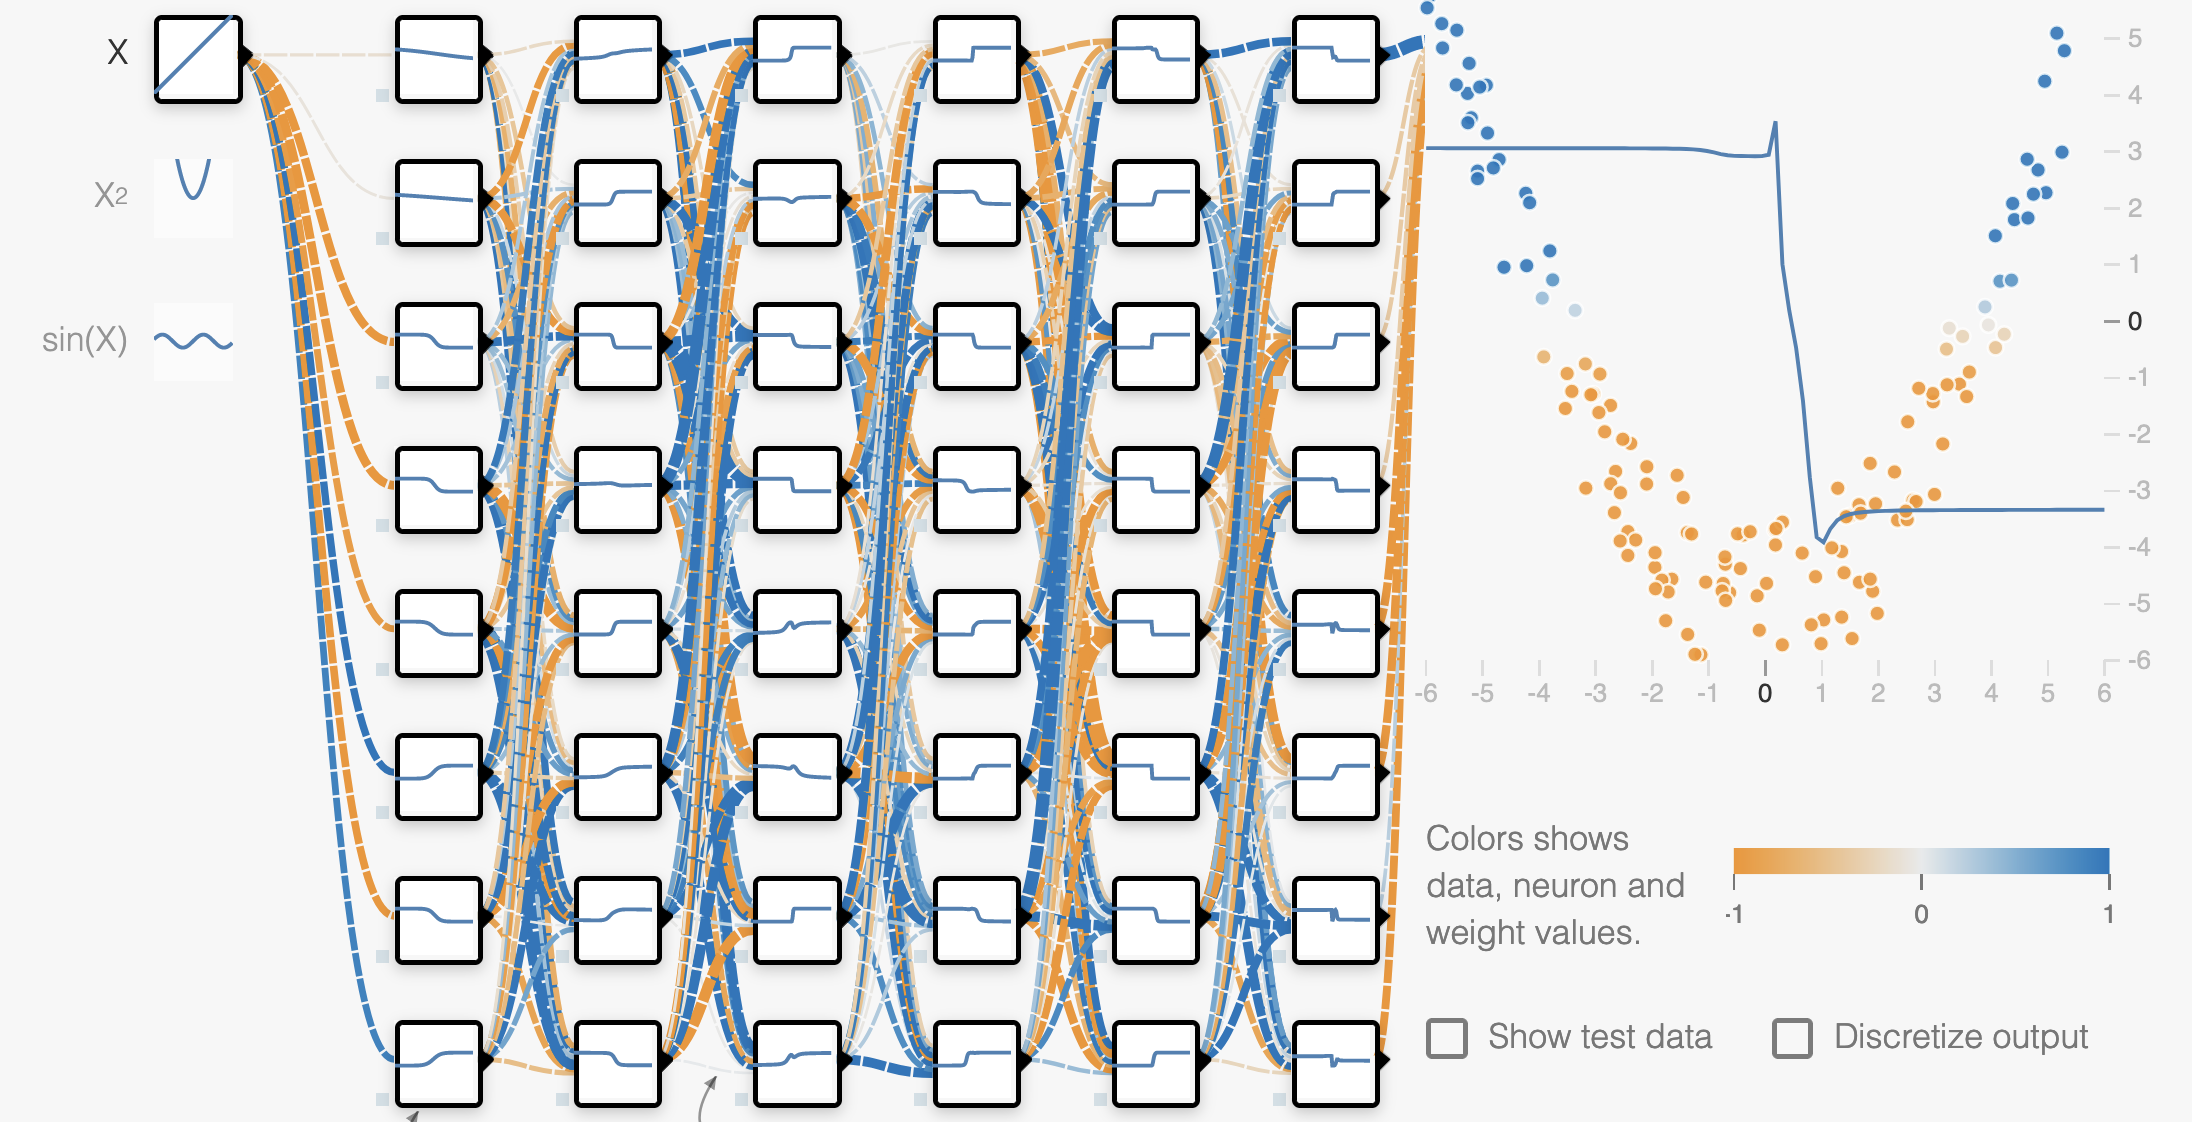 X
X2
sin(X)
5
4
3
2
1
0
-1
-2
-3
-4
-5
-6
-6 -5 -4 -3 -2 -1 0 1 2 3 4 5 6
Colors shows
data, neuron and
weight values.
-1 0 1
Show test data
Discretize output